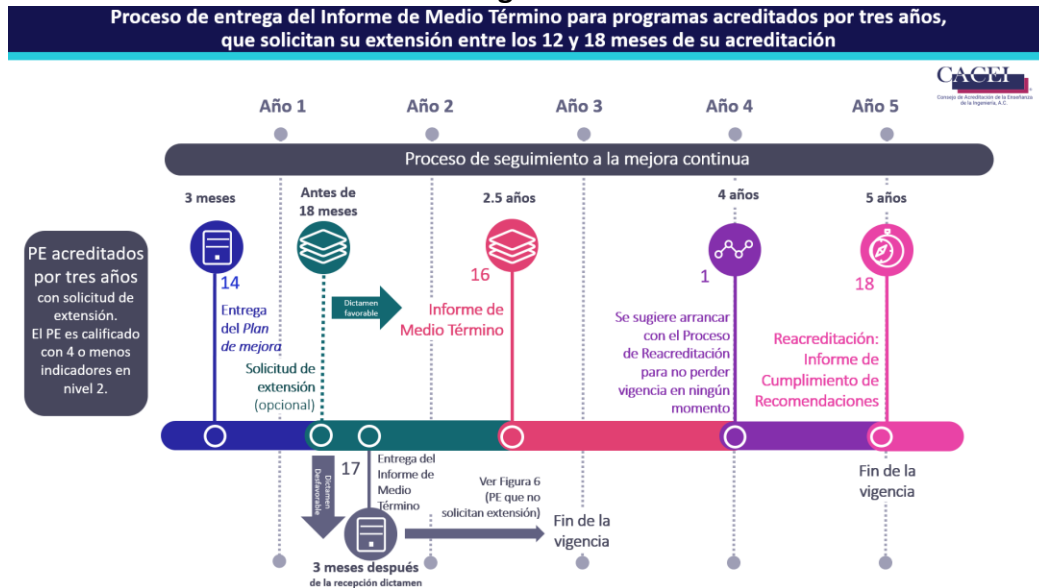 Proceso de entrega del Informe de Medio Término para programas acreditados por tres años,
que solicitan su extensión entre los 12 y 18 meses de su acreditación
CACEI
Consejo de Acreditación de la Enseñanza
de la Ingeniería, A.C.
Año 1
Año 2
Año 3
Año 4
Año 5
Proceso de seguimiento a la mejora continua
3 meses
Antes de
18 meses
2.5 años
4 años
5 años
PE acreditados
por tres años
con solicitud de
extensión.
El PE es calificado
con 4 o menos
indicadores en
nivel 2.
14
Entrega
del Plan
de mejora
Solicitud de
extensión
(opcional)
Dictamen
favorable
16
Informe de
Medio Término
1
Se sugiere arrancar
con el Proceso
de Reacreditación
para no perder
vigencia en ningún
momento
18
Reacreditación:
Informe de
Cumplimiento de
Recomendaciones
Dictamen
Desfavorable
17
Entrega del
Informe de
Medio
Término
3 meses después
de la recepción dictamen
Ver Figura 6
(PE que no
solicitan extensión)
Fin de la
vigencia
Fin de la
vigencia